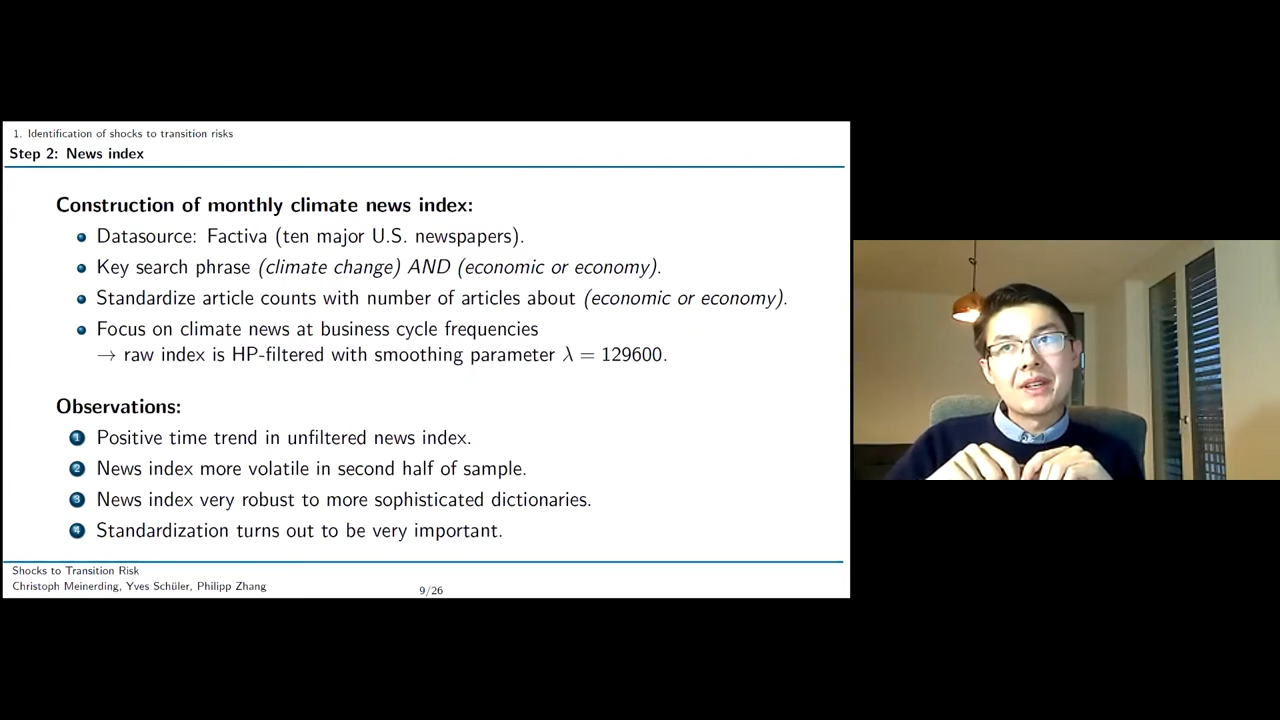 1. Identification of shocks to transition risks
Step 2: News index
Construction of monthly climate news index:
Datasource: Factiva (ten major U.S. newspapers).
Key search phrase (climate change) AND (economic or economy).
Standardize article counts with number of articles about (economic or economy).
Focus on climate news at business cycle frequencies
→ raw index is HP-filtered with smoothing parameter λ = 129600.
Observations:
1 Positive time trend in unfiltered news index.
2 News index more volatile in second half of sample.
3 News index very robust to more sophisticated dictionaries.
4 Standardization turns out to be very important.
Shocks to Transition Risk
Christoph Meinerding, Yves Schüler, Philipp Zhang
9/26